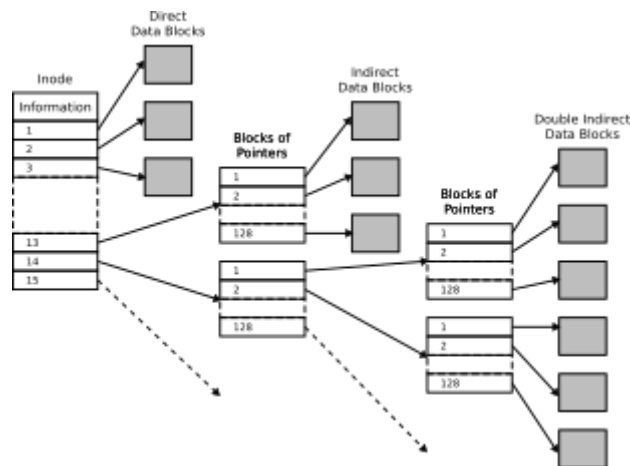 Direct
Data Blocks
Inode
Information
1
2
3
13
14
15
Blocks of
Pointers
1
2
128
1
2
128
Indirect
Data Blocks
Blocks of
Pointers
1
2
128
1
2
128
Double Indirect
Data Blocks